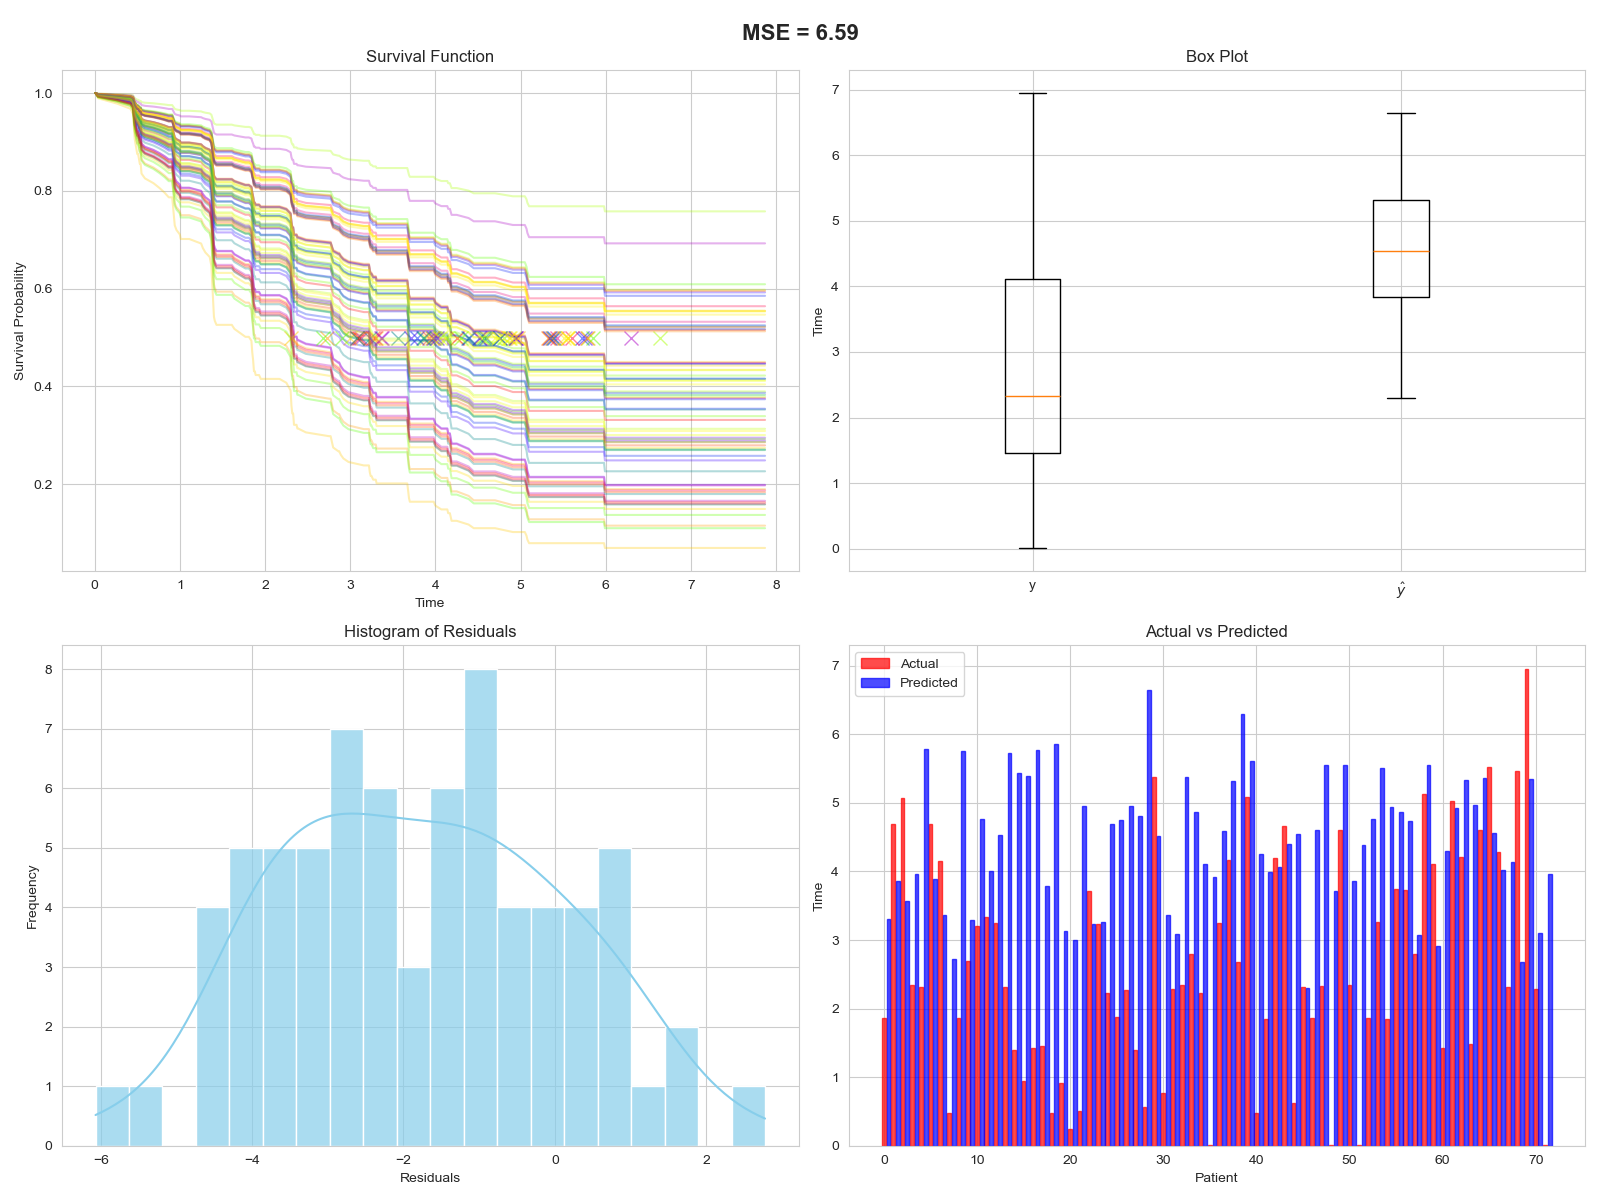 MSE = 6.59
Survival Function
Survival Probability
1.0
0.8
0.6
0.4
0.2
0 1 2 3 4 5 6 7 8
Time
Box Plot
Time
7
6
5
4
3
2
1
0
y ŷ
Histogram of Residuals
Frequency
8
7
6
5
4
3
2
1
0
−6 −4 −2 0 2
Residuals
Actual vs Predicted
Actual
Predicted
Time
7
6
5
4
3
2
1
0
0 10 20 30 40 50 60 70
Patient